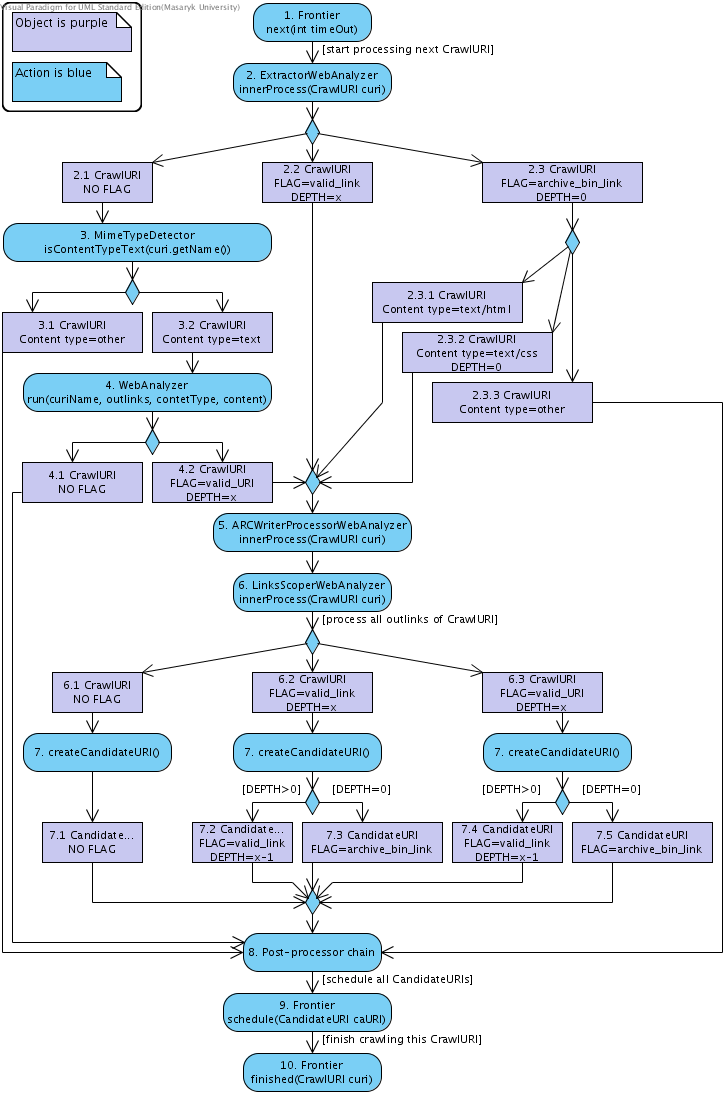 Visual Paradigm for UML Standard Edition(Masaryk University)
Object is purple
Action is blue
1. Frontier
next(int timeOut)
[start processing next CrawlURI]
2. ExtractorWebAnalyzer
innerProcess(CrawlURI curi)
2.1 CrawlURI
NO FLAG
2.2 CrawlURI
FLAG=valid_link
DEPTH=x
2.3 CrawlURI
FLAG=archive_bin_link
DEPTH=0
3. MimeTypeDetector
isContentTypeText(curi.getName())
2.3.1 CrawlURI
Content type=text/html
3.1 CrawlURI
Content type=other
3.2 CrawlURI
Content type=text
2.3.2 CrawlURI
Content type=text/css
DEPTH=0
4. WebAnalyzer
run(curiName, outlinks, contetType, content)
2.3.3 CrawlURI
Content type=other
4.1 CrawlURI
NO FLAG
4.2 CrawlURI
FLAG=valid_URI
DEPTH=x
5. ARCWriterProcessorWebAnalyzer
innerProcess(CrawlURI curi)
6. LinksScoperWebAnalyzer
innerProcess(CrawlURI curi)
[process all outlinks of CrawlURI]
6.1 CrawlURI
NO FLAG
6.2 CrawlURI
FLAG=valid_link
DEPTH=x
6.3 CrawlURI
FLAG=valid_URI
DEPTH=x
7. createCandidateURI()
7. createCandidateURI()
7. createCandidateURI()
[DEPTH>0]
[DEPTH=0]
[DEPTH>0]
[DEPTH=0]
7.1 Candidate...
NO FLAG
7.2 Candidate...
FLAG=valid_link
DEPTH=x-1
7.3 CandidateURI
FLAG=archive_bin_link
7.4 CandidateURI
FLAG=valid_link
DEPTH=x-1
7.5 CandidateURI
FLAG=archive_bin_link
8. Post-processor chain
[schedule all CandidateURIs]
9. Frontier
schedule(CandidateURI caURI)
[finish crawling this CrawlURI]
10. Frontier
finished(CrawlURI curi)